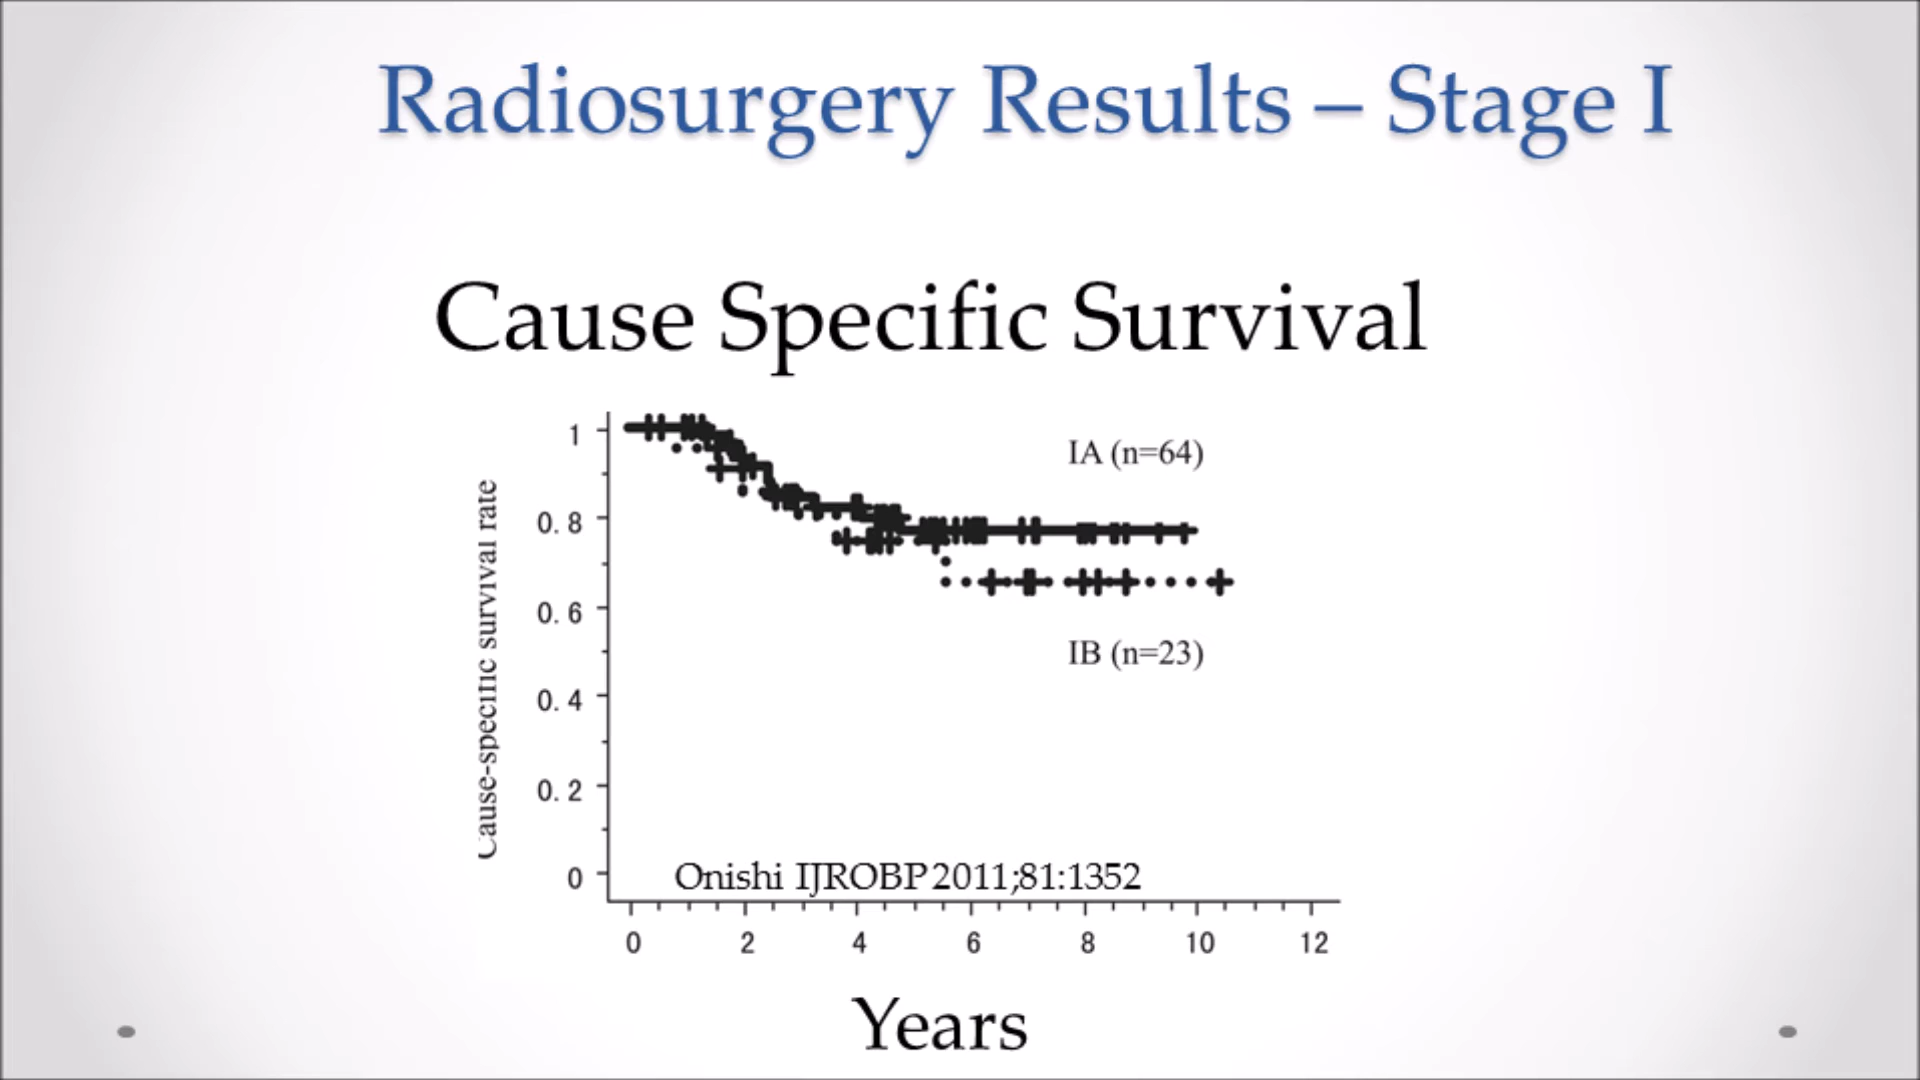 Radiosurgery Results – Stage I
Cause Specific Survival
Cause-specific survival rate
1
0.8
0.6
0.4
0.2
0
IA (n=64)
IB (n=23)
Onishi IJROBP 2011;81:1352
0 2 4 6 8 10 12
Years